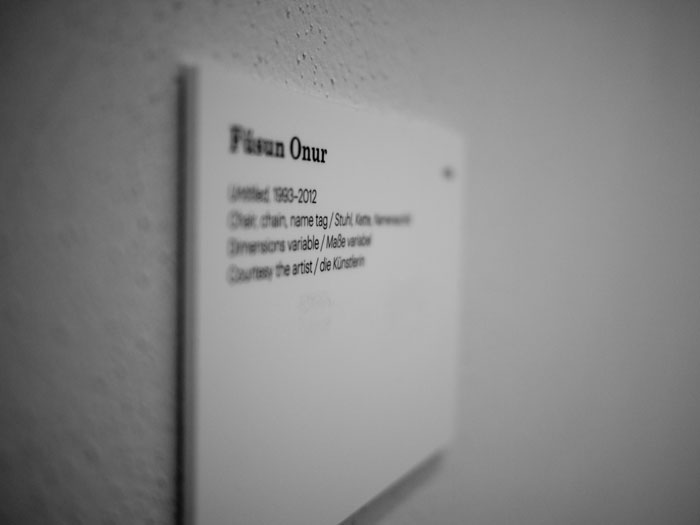 Füsun Onur
Untitled, 1993–2012
Chair, chain, name tag / Stuhl, Kette, Namensschild
Dimensions variable / Maße variabel
Courtesy the artist / die Künstlerin